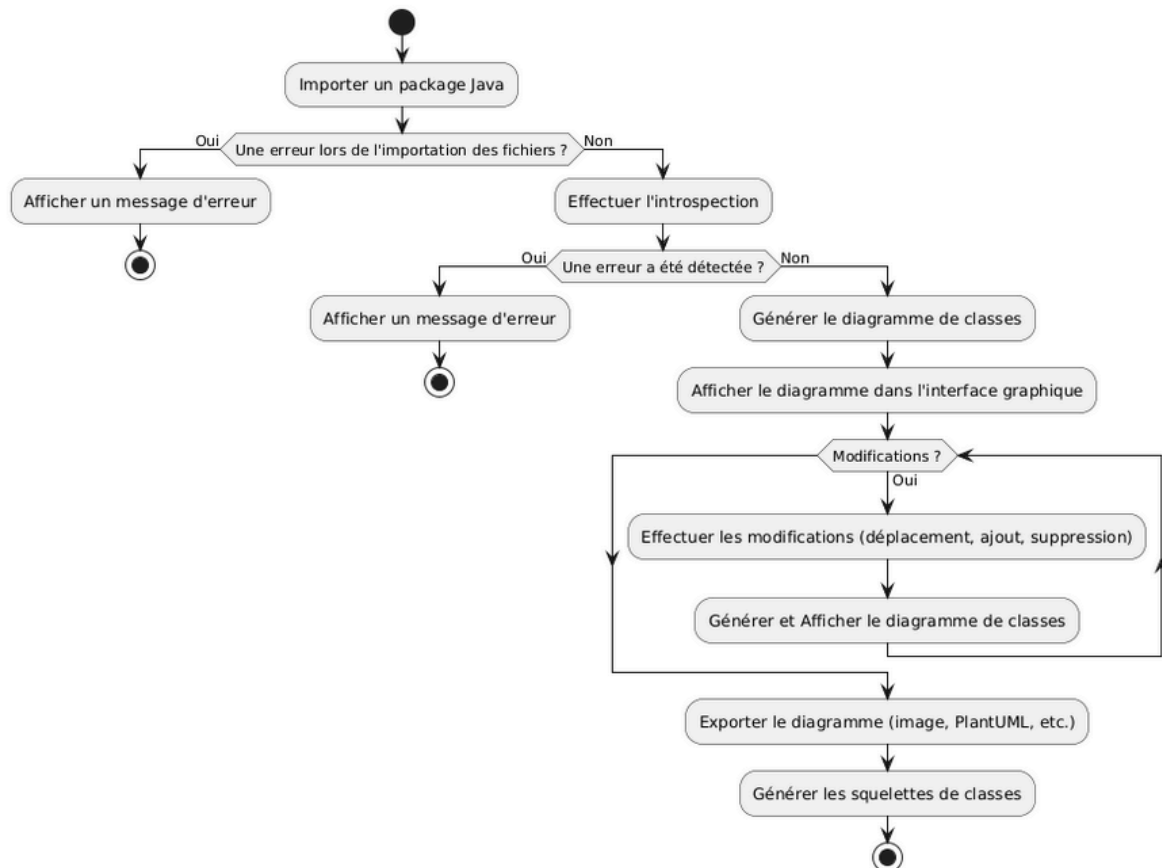 Importer un package Java
Oui
Une erreur lors de l'importation des fichiers ?
Non
Afficher un message d'erreur
Effectuer l'introspection
Oui
Une erreur a été détectée ?
Non
Afficher un message d'erreur
Générer le diagramme de classes
Afficher le diagramme dans l'interface graphique
Modifications ?
Oui
Effectuer les modifications (déplacement, ajout, suppression)
Générer et Afficher le diagramme de classes
Exporter le diagramme (image, PlantUML, etc.)
Générer les squelettes de classes